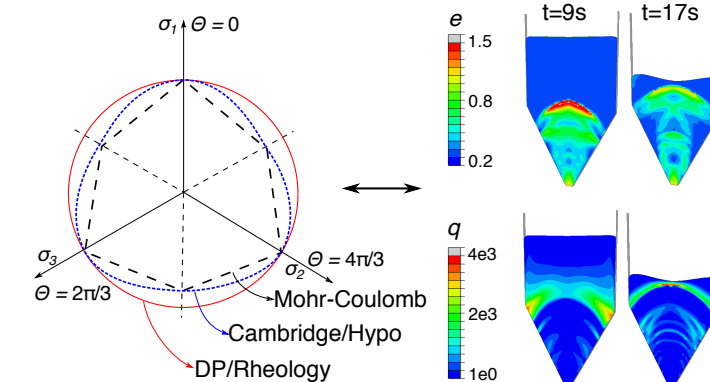 σ1 Θ = 0
σ3
Θ = 2π/3
σ2
Θ = 4π/3
Mohr-Coulomb
Cambridge/Hypo
DP/Rheology
t=9s t=17s
e
1.5
0.8
0.2
q
4e3
2e3
1e0